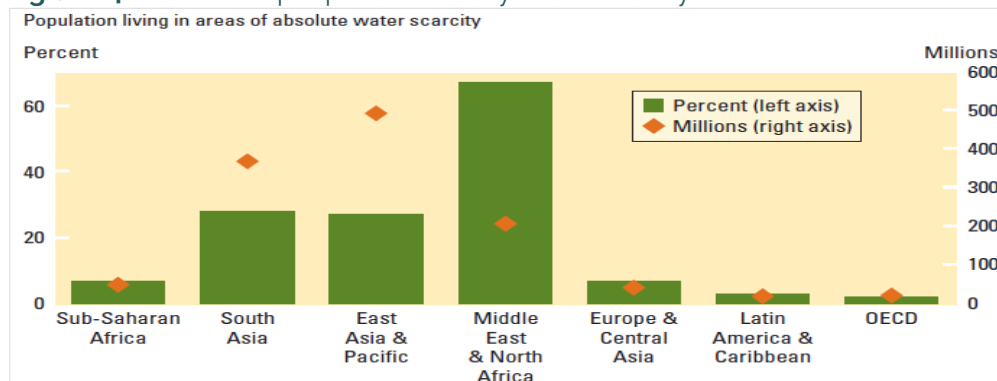 Population living in areas of absolute water scarcity
Percent
Millions
60
40
20
0
600
500
400
300
200
100
0
Percent (left axis)
Millions (right axis)
Sub-Saharan
Africa
South
Asia
East
Asia &
Pacific
Middle
East
& North
Africa
Europe &
Central
Asia
Latin
America &
Caribbean
OECD